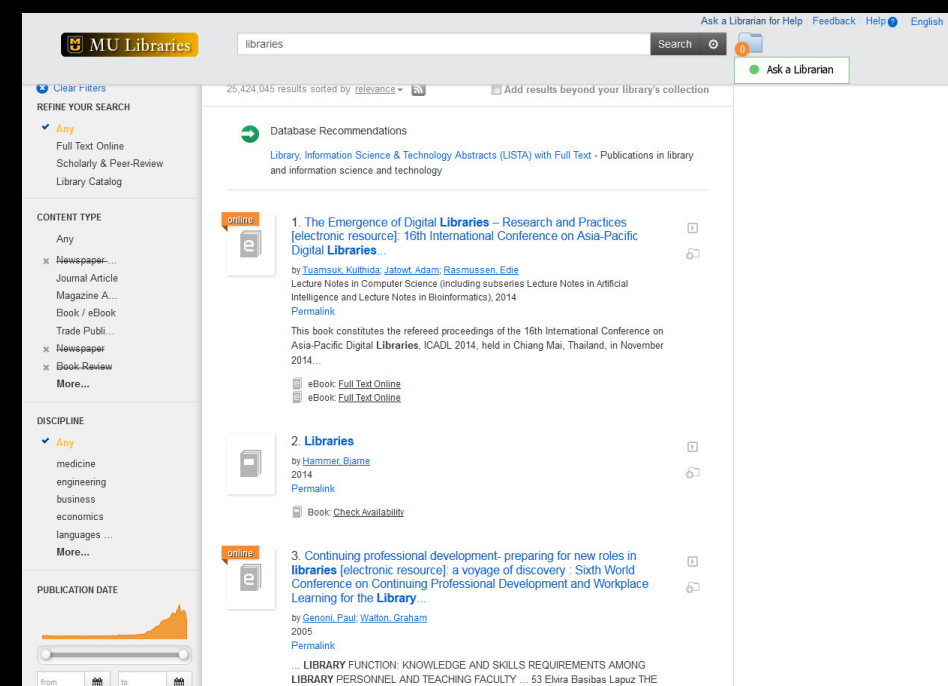 Ask a Librarian for Help Feedback Help English
MU Libraries
libraries
Search
0
Ask a Librarian
Clear Filters
25,424,045 results sorted by relevance
Add results beyond your library's collection
REFINE YOUR SEARCH
Any
Full Text Online
Scholarly & Peer-Review
Library Catalog
CONTENT TYPE
Any
Newspaper-...
Journal Article
Magazine A...
Book / eBook
Trade Publi...
Newspaper
Book Review
More...
DISCIPLINE
Any
medicine
engineering
business
economics
languages ...
More...
PUBLICATION DATE
from
to
Database Recommendations
Library, Information Science & Technology Abstracts (LISTA) with Full Text - Publications in library
and information science and technology
online
1. The Emergence of Digital Libraries – Research and Practices
[electronic resource]: 16th International Conference on Asia-Pacific
Digital Libraries...
by Tuamsuk, Kulthida; Jatowt, Adam; Rasmussen, Edie
Lecture Notes in Computer Science (including subseries Lecture Notes in Artificial
Intelligence and Lecture Notes in Bioinformatics), 2014
Permalink
This book constitutes the refereed proceedings of the 16th International Conference on
Asia-Pacific Digital Libraries, ICADL 2014, held in Chiang Mai, Thailand, in November
2014...
eBook: Full Text Online
eBook: Full Text Online
2. Libraries
by Hammer, Bjarne
2014
Permalink
Book: Check Availability
online
3. Continuing professional development- preparing for new roles in
libraries [electronic resource]: a voyage of discovery : Sixth World
Conference on Continuing Professional Development and Workplace
Learning for the Library...
by Genoni, Paul; Walton, Graham
2005
Permalink
... LIBRARY FUNCTION: KNOWLEDGE AND SKILLS REQUIREMENTS AMONG
LIBRARY PERSONNEL AND TEACHING FACULTY ... 53 Elvira Basibas Lapuz THE